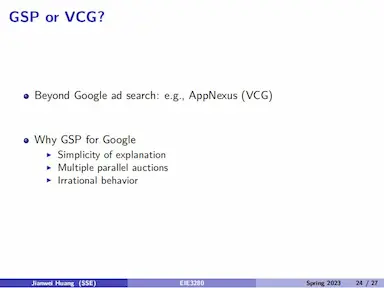 GSP or VCG?
Beyond Google ad search: e.g., AppNexus (VCG)
Why GSP for Google
Simplicity of explanation
Multiple parallel auctions
Irrational behavior
Jianwei Huang (SSE) EIE3280 Spring 2023 24 / 27